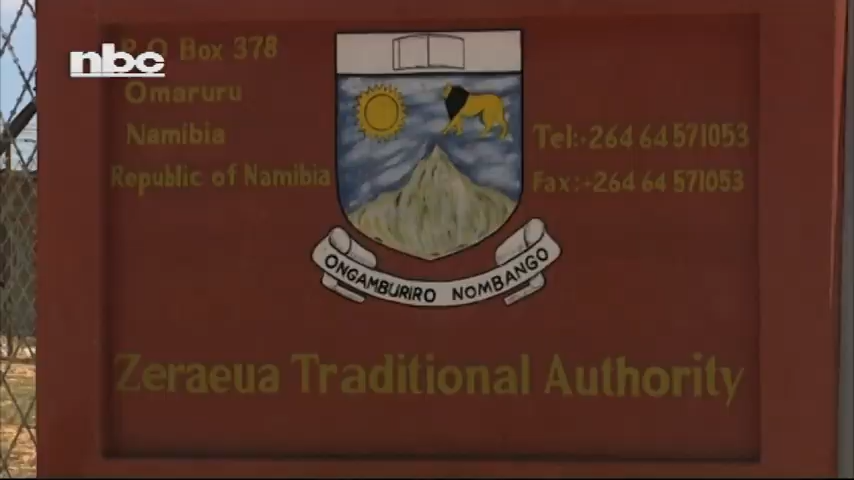 nbc
P.O Box 378
Omaruru
Namibia
Republic of Namibia
Tel:+264 64 571053
Fax:+264 64 571053
ONGAMBURIRO NOMBANGO
Zeraeua Traditional Authority